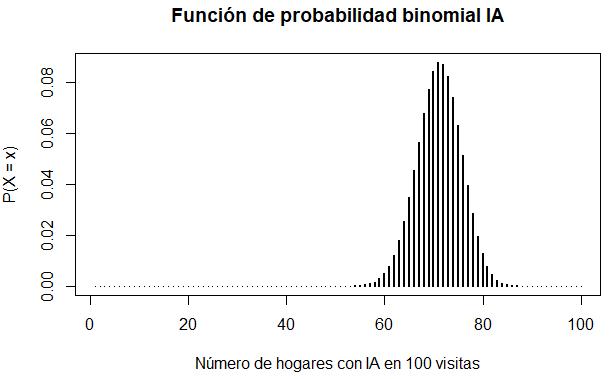 Función de probabilidad binomial IA
P(X = x)
0.08
0.06
0.04
0.02
0.00
0 20 40 60 80 100
Número de hogares con IA en 100 visitas